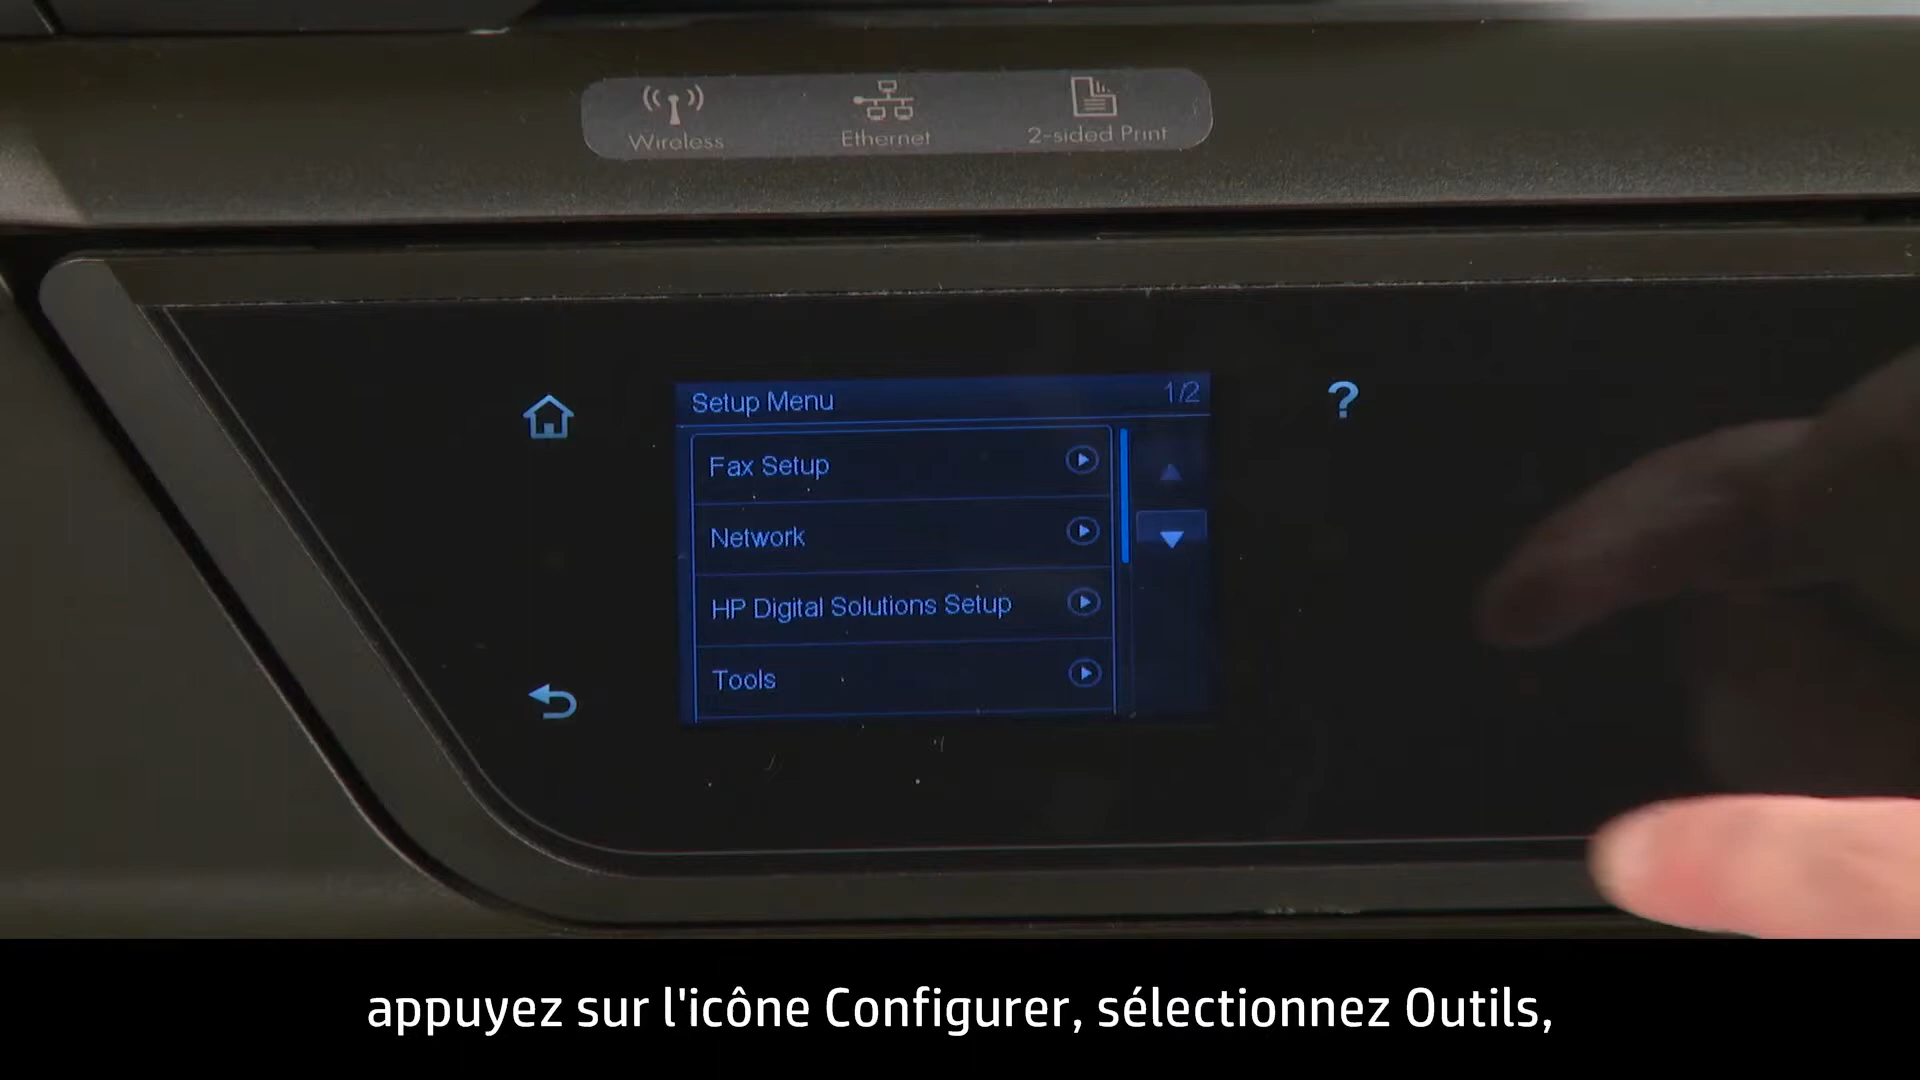 Wireless
Ethernet
2-sided Print
Setup Menu
1/2
?
Fax Setup
Network
HP Digital Solutions Setup
Tools
appuyez sur l'icône Configurer, sélectionnez Outils,